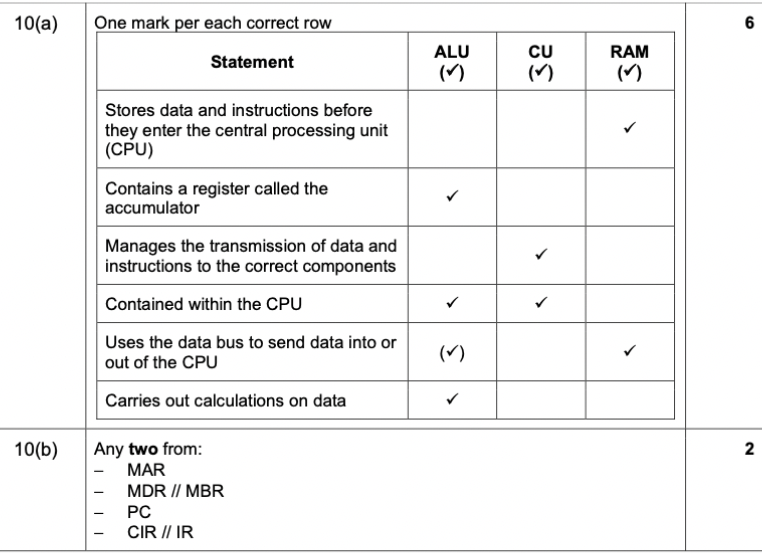 10(a) One mark per each correct row 6
Statement ALU (✓) CU (✓) RAM (✓)
Stores data and instructions before
they enter the central processing unit
(CPU) ✓
Contains a register called the
accumulator ✓
Manages the transmission of data and
instructions to the correct components ✓
Contained within the CPU ✓ ✓
Uses the data bus to send data into or
out of the CPU (✓) ✓
Carries out calculations on data ✓
10(b) Any two from: 2
– MAR
– MDR // MBR
– PC
– CIR // IR